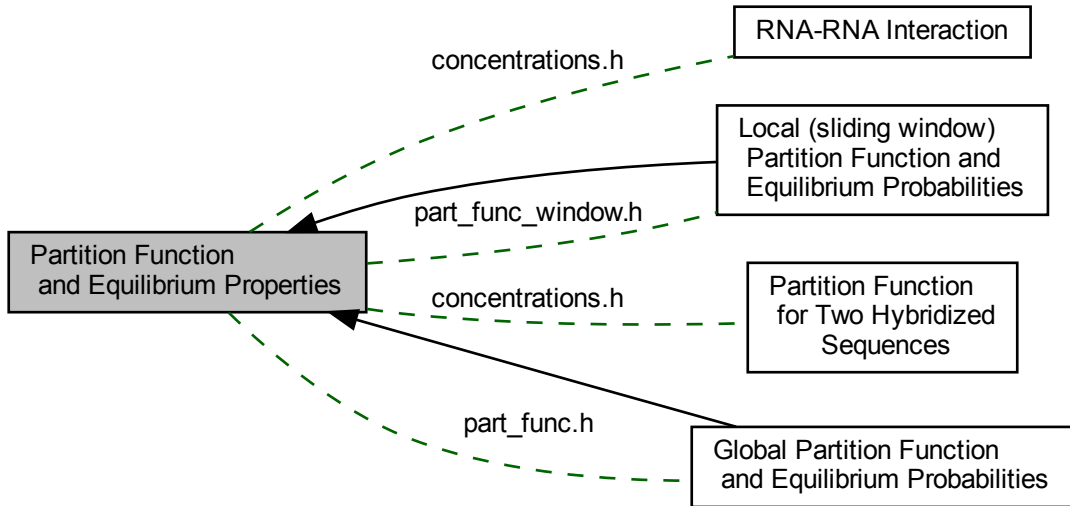 RNA-RNA Interaction
concentrations.h
Local (sliding window)
Partition Function and
Equilibrium Probabilities
part_func_window.h
Partition Function
and Equilibrium Properties
concentrations.h
Partition Function
for Two Hybridized
Sequences
part_func.h
Global Partition Function
and Equilibrium Probabilities